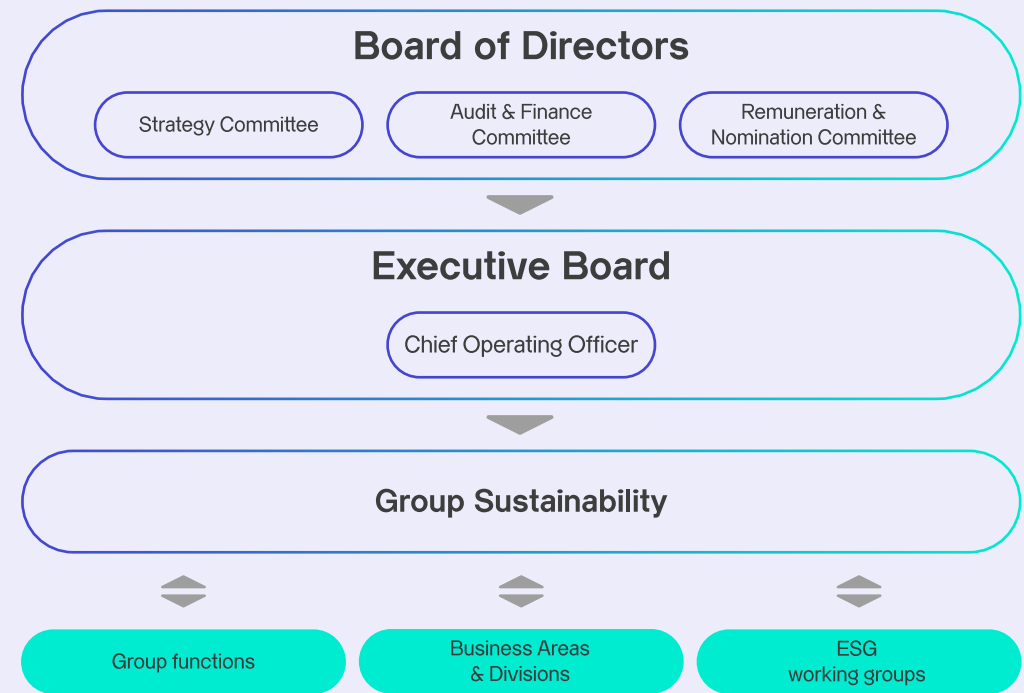 Board of Directors
Strategy Committee
Audit & Finance
Committee
Remuneration &
Nomination Committee
Executive Board
Chief Operating Officer
Group Sustainability
Group functions
Business Areas
& Divisions
ESG
working groups